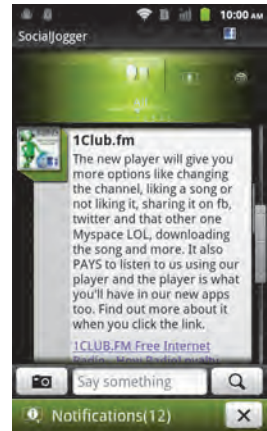 10:00 AM
SocialJogger
1Club.fm
The new player will give you
more options like changing
the channel, liking a song or
not liking it, sharing it on fb,
twitter and that other one
Myspace LOL, downloading
the song and more. It also
PAYS to listen to us using our
player and the player is what
you'll have in our new apps
too. Find out more about it
when you click the link.
1CLUB.FM Free Internet
Radio - How RadioLoyalty
Say something
Notifications(12)